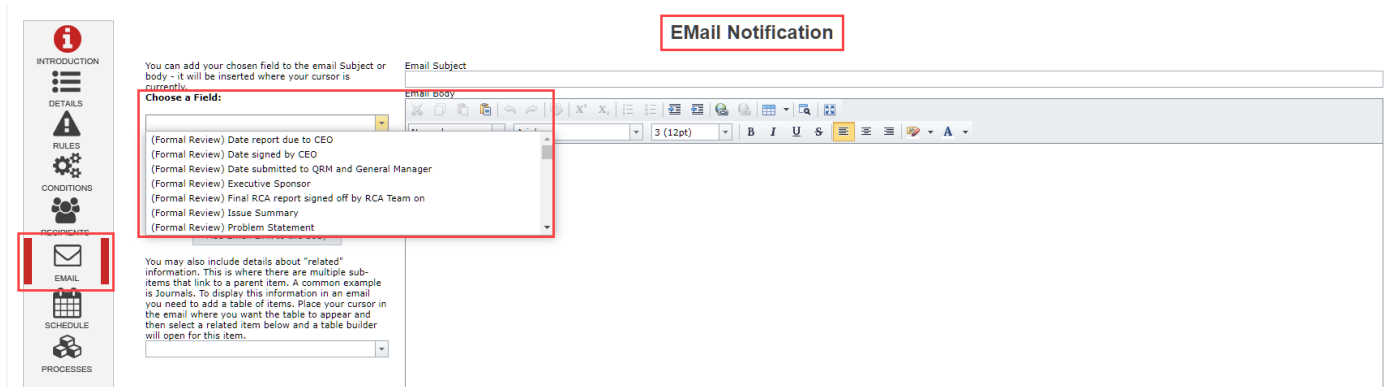 EMail Notification
INTRODUCTION
DETAILS
RULES
CONDITIONS
RECIPIENTS
EMAIL
SCHEDULE
PROCESSES
You can add your chosen field to the email Subject or
body - it will be inserted where your cursor is
currently.
Choose a Field:
(Formal Review) Date report due to CEO
(Formal Review) Date signed by CEO
(Formal Review) Date submitted to QRM and General Manager
(Formal Review) Executive Sponsor
(Formal Review) Final RCA report signed off by RCA Team on
(Formal Review) Issue Summary
(Formal Review) Problem Statement
You may also include details about "related"
information. This is where there are multiple sub-
items that link to a parent item. A common example
is Journals. To display this information in an email
you need to add a table of items. Place your cursor in
the email where you want the table to appear and
then select a related item below and a table builder
will open for this item.
Email Subject
Email Body
3 (12pt)
B I U S A